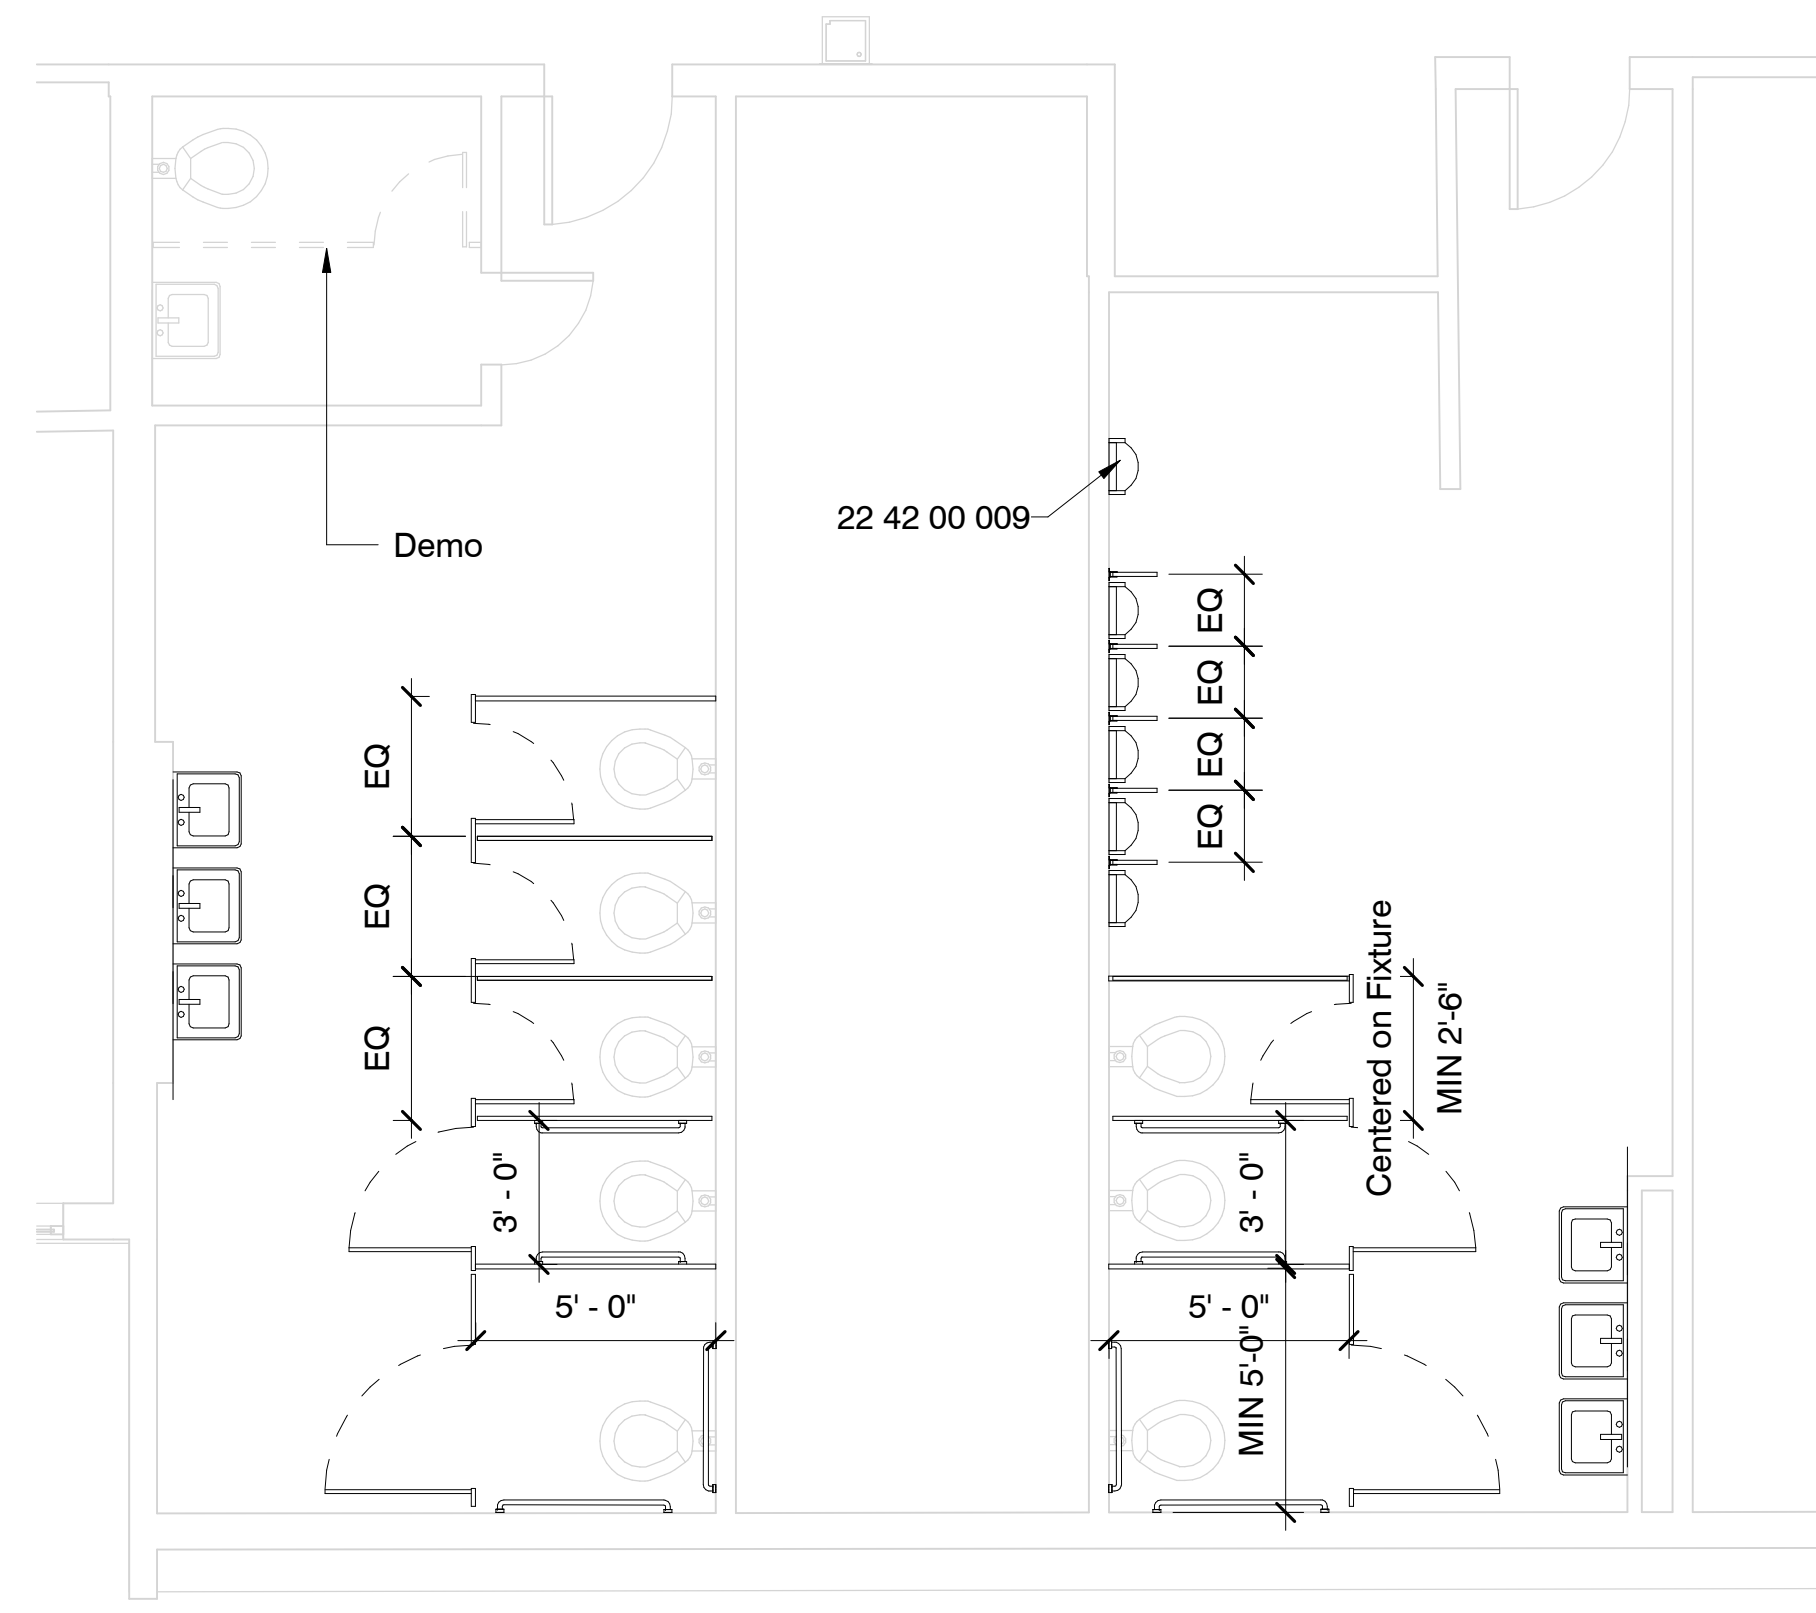 22 42 00 009
Demo
EQ
EQ
EQ
EQ
EQ
EQ
EQ
Centered on Fixture
MIN 2'-6"
3' - 0"
3' - 0"
5' - 0"
5' - 0"
MIN 5'-0"